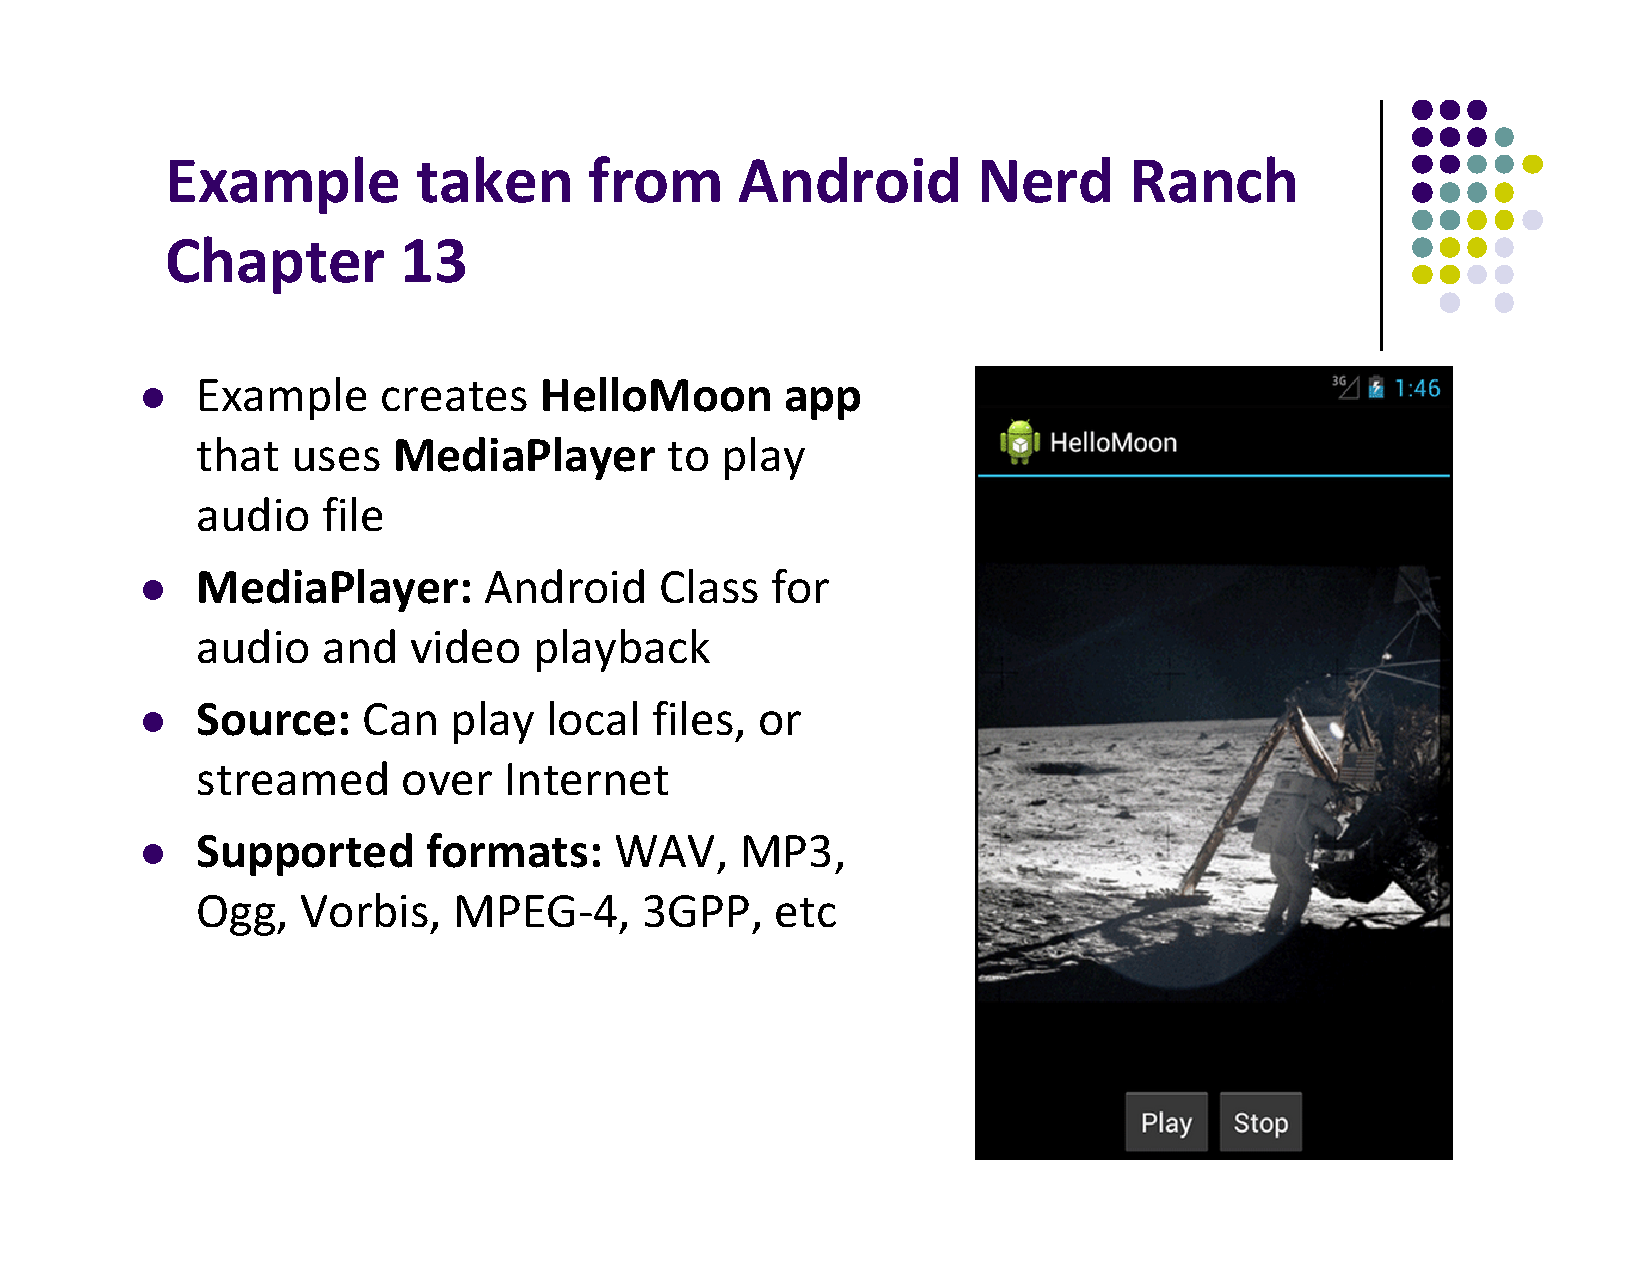 Example taken from Android Nerd Ranch
Chapter 13
Example creates HelloMoon app
that uses MediaPlayer to play
audio file
MediaPlayer: Android Class for
audio and video playback
Source: Can play local files, or
streamed over Internet
Supported formats: WAV, MP3,
Ogg, Vorbis, MPEG-4, 3GPP, etc
3G 1:46
HelloMoon
Play Stop